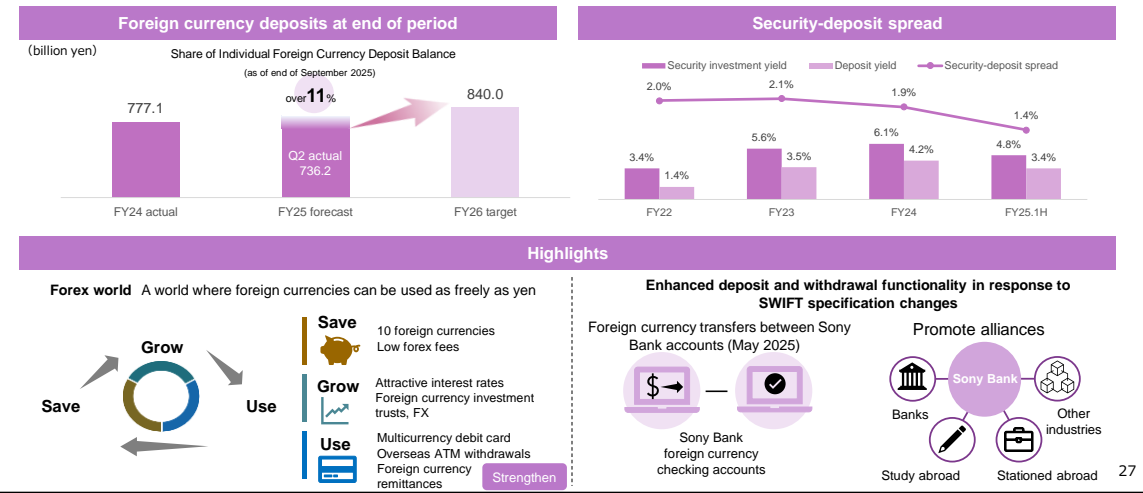 Foreign currency deposits at end of period
(billion yen)
Share of Individual Foreign Currency Deposit Balance
(as of end of September 2025)
over 11%
777.1
840.0
Q2 actual
736.2
FY24 actual
FY25 forecast
FY26 target
Security-deposit spread
Security investment yield
Deposit yield
Security-deposit spread
2.0%
2.1%
1.9%
1.4%
3.4%
1.4%
5.6%
3.5%
6.1%
4.2%
4.8%
3.4%
FY22
FY23
FY24
FY25.1H
Highlights
Forex world A world where foreign currencies can be used as freely as yen
Grow
Save
Use
Save
10 foreign currencies
Low forex fees
Grow
Attractive interest rates
Foreign currency investment
trusts, FX
Use
Multicurrency debit card
Overseas ATM withdrawals
Foreign currency
remittances
Strengthen
Enhanced deposit and withdrawal functionality in response to
SWIFT specification changes
Foreign currency transfers between Sony
Bank accounts (May 2025)
$
Sony Bank
foreign currency
checking accounts
Promote alliances
Sony Bank
Banks
Other
industries
Study abroad
Stationed abroad
27